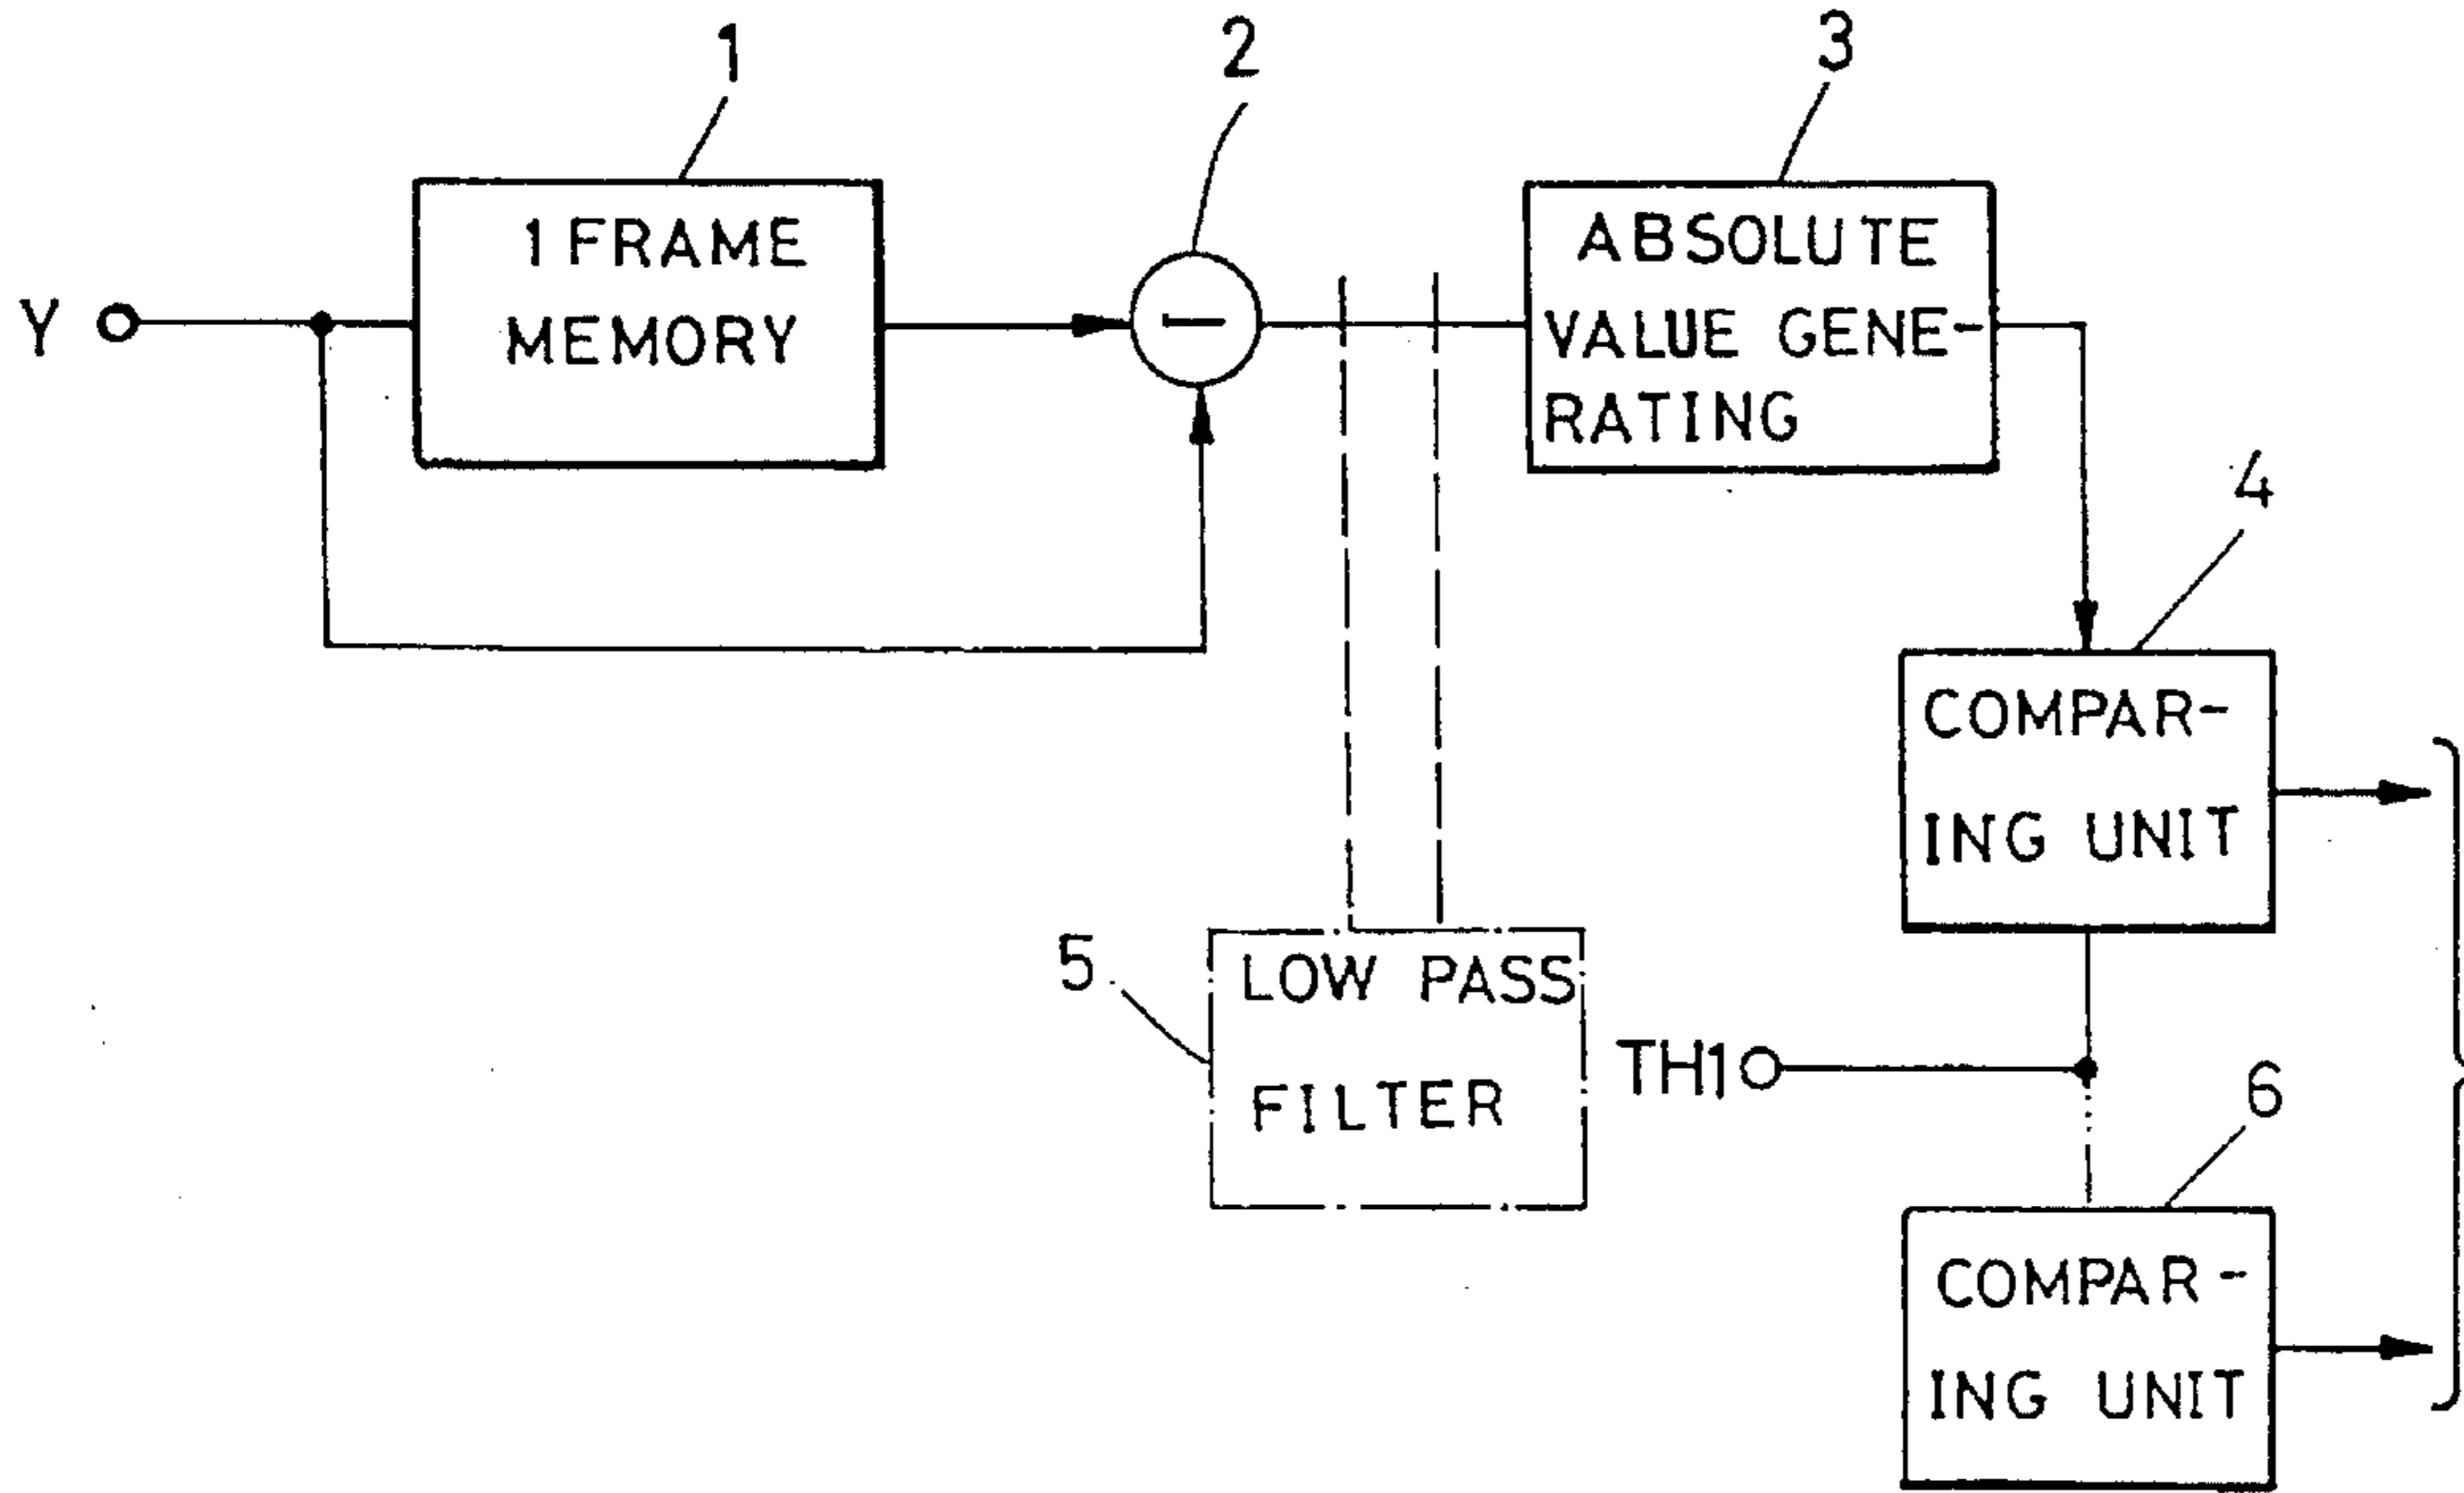 1
2
3
1 FRAME
MEMORY
Y
ABSOLUTE
VALUE GENE-
RATING
4
COMPAR-
ING UNIT
5
LOW PASS
FILTER
TH1
6
COMPAR-
ING UNIT